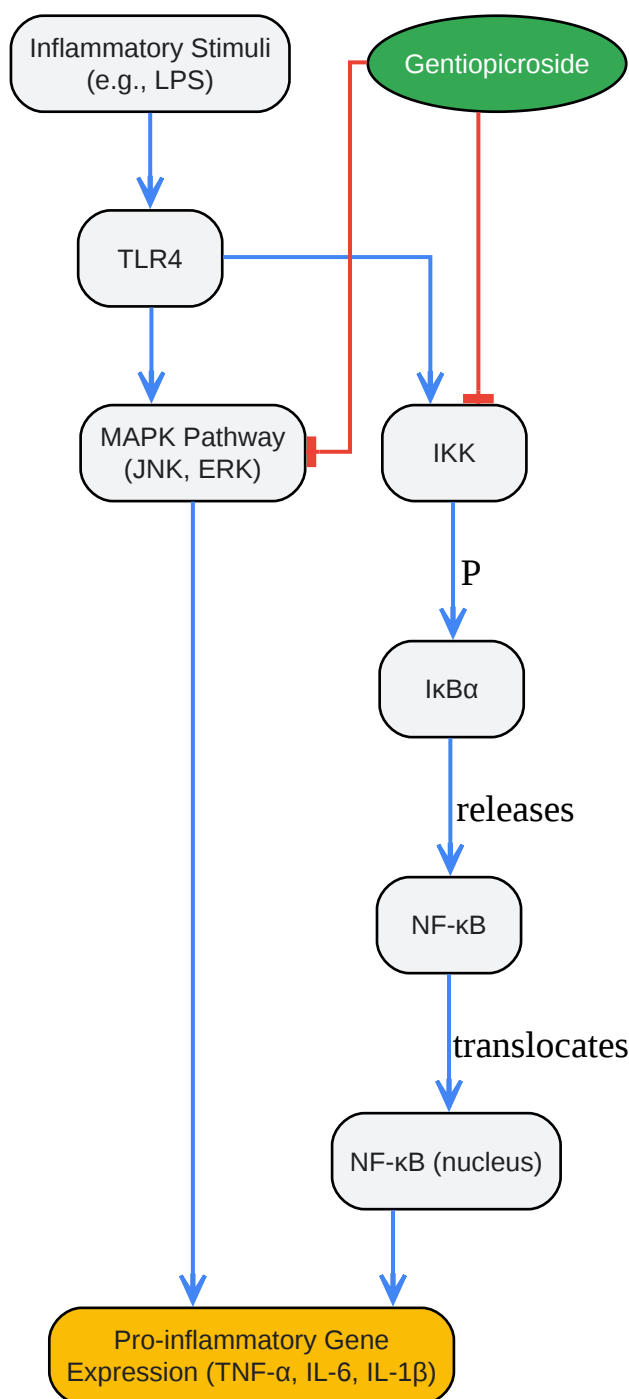 Inflammatory Stimuli
(e.g., LPS)
Gentiopicroside
TLR4
MAPK Pathway
(JNK, ERK)
IKK
P
IκBα
releases
NF-κB
translocates
NF-κB (nucleus)
Pro-inflammatory Gene
Expression (TNF-α, IL-6, IL-1β)